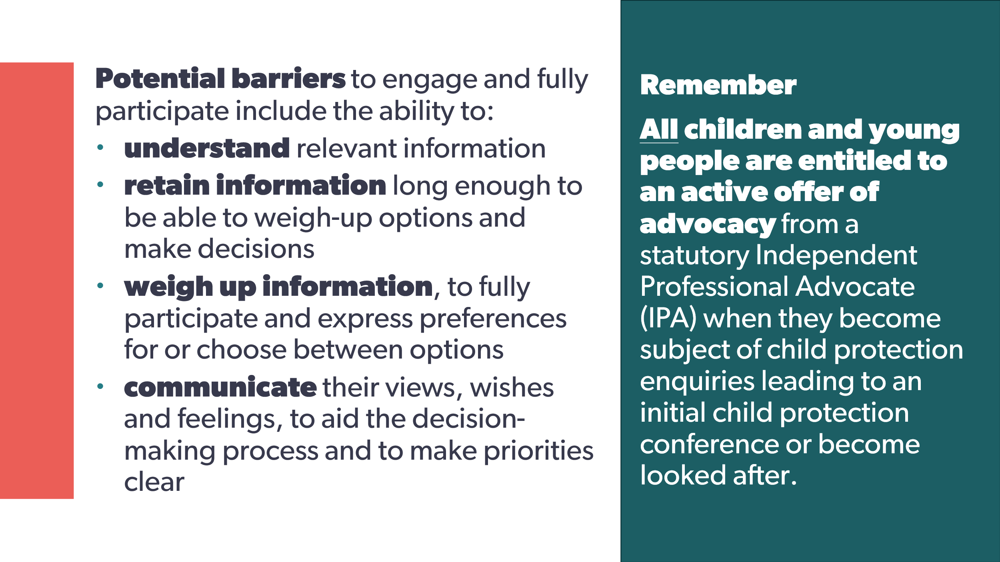 Potential barriers to engage and fully
participate include the ability to:
• understand relevant information
• retain information long enough to
be able to weigh-up options and
make decisions
• weigh up information, to fully
participate and express preferences
for or choose between options
• communicate their views, wishes
and feelings, to aid the decision-
making process and to make priorities
clear
Remember
All children and young
people are entitled to
an active offer of
advocacy from a
statutory Independent
Professional Advocate
(IPA) when they become
subject of child protection
enquiries leading to an
initial child protection
conference or become
looked after.